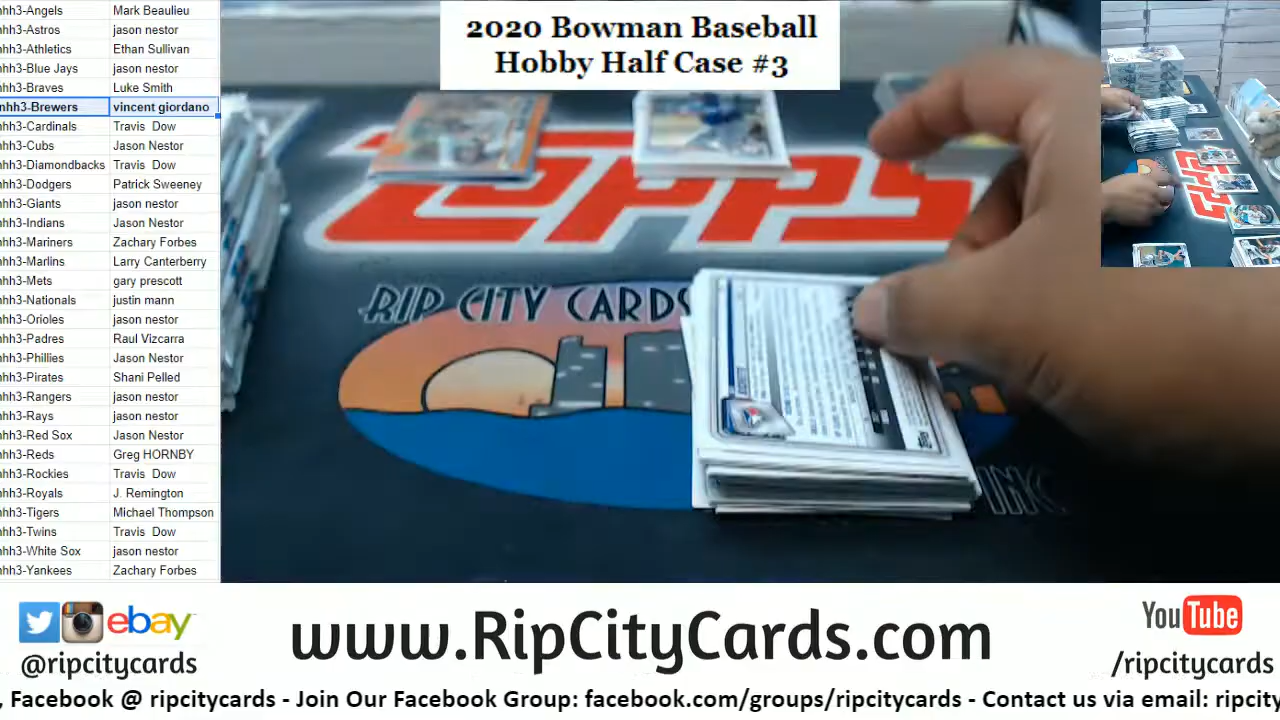 hh3-Angels Mark Beaulieu
hh3-Astros jason nestor
hh3-Athletics Ethan Sullivan
hh3-Blue Jays jason nestor
hh3-Braves Luke Smith
nhh3-Brewers vincent giordano
hh3-Cardinals Travis Dow
hh3-Cubs Jason Nestor
hh3-Diamondbacks Travis Dow
hh3-Dodgers Patrick Sweeney
hh3-Giants jason nestor
hh3-Indians Jason Nestor
hh3-Mariners Zachary Forbes
hh3-Marlins Larry Canterberry
hh3-Mets gary prescott
hh3-Nationals justin mann
hh3-Orioles jason nestor
hh3-Padres Raul Vizcarra
hh3-Phillies Jason Nestor
hh3-Pirates Shani Pelled
hh3-Rangers jason nestor
hh3-Rays jason nestor
hh3-Red Sox Jason Nestor
hh3-Reds Greg HORNBY
hh3-Rockies Travis Dow
hh3-Royals J. Remington
hh3-Tigers Michael Thompson
hh3-Twins Travis Dow
hh3-White Sox jason nestor
hh3-Yankees Zachary Forbes
2020 Bowman Baseball
Hobby Half Case #3
TOPPS
RIP CITY CARDS
INC
ebay
@ripcitycards
www.RipCityCards.com
YouTube
/ripcitycards
, Facebook @ ripcitycards - Join Our Facebook Group: facebook.com/groups/ripcitycards - Contact us via email: ripcity